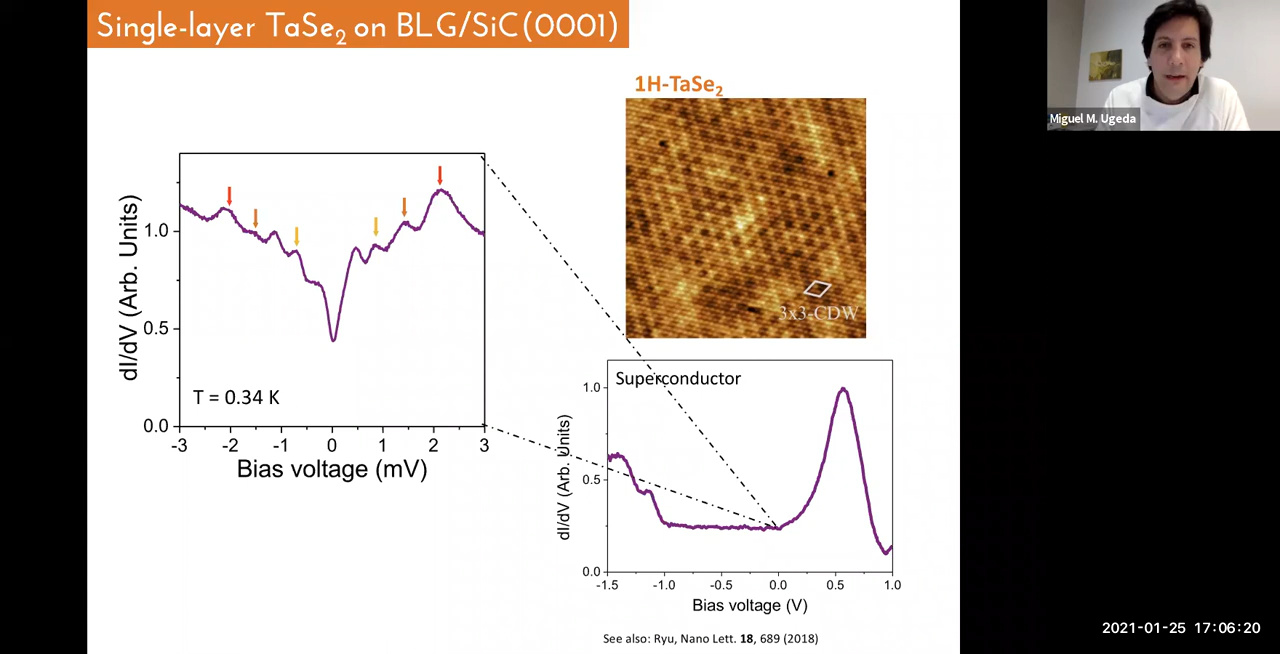 Single-layer TaSe₂ on BLG/SiC(0001)
Miguel M. Ugeda
1H-TaSe₂
3x3-CDW
dI/dV (Arb. Units)
1.0
0.5
0.0
T = 0.34 K
-3 -2 -1 0 1 2 3
Bias voltage (mV)
Superconductor
dI/dV (Arb. Units)
1.0
0.5
0.0
-1.5 -1.0 -0.5 0.0 0.5 1.0
Bias voltage (V)
See also: Ryu, Nano Lett. 18, 689 (2018)
2021-01-25 17:06:20